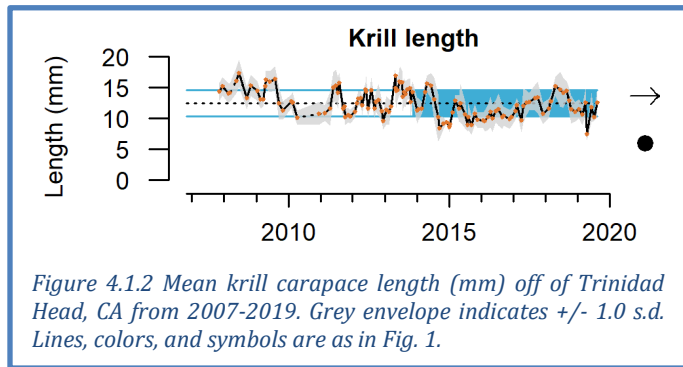 Krill length
Length (mm)
20
15
10
5
0
2010 2015 2020
Figure 4.1.2 Mean krill carapace length (mm) off of Trinidad
Head, CA from 2007-2019. Grey envelope indicates +/- 1.0 s.d.
Lines, colors, and symbols are as in Fig. 1.